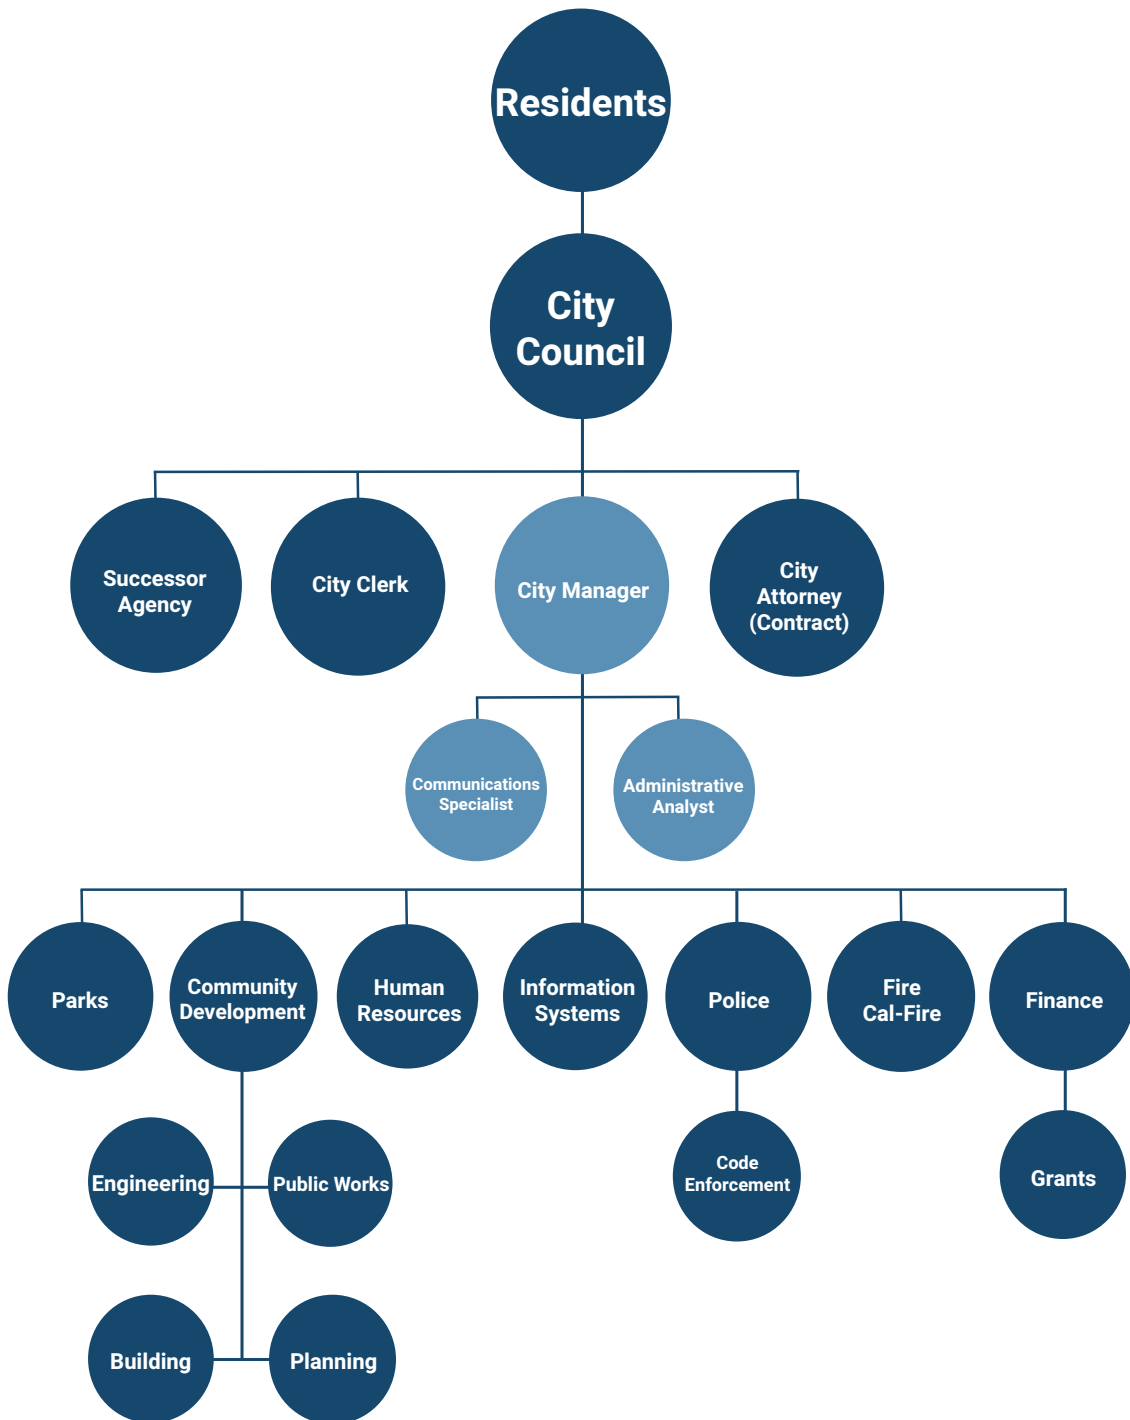 Residents
City
Council
Successor
Agency
City Clerk
City Manager
City
Attorney
(Contract)
Communications
Specialist
Administrative
Analyst
Parks
Community
Development
Human
Resources
Information
Systems
Police
Fire
Cal-Fire
Finance
Engineering
Public Works
Code
Enforcement
Grants
Building
Planning